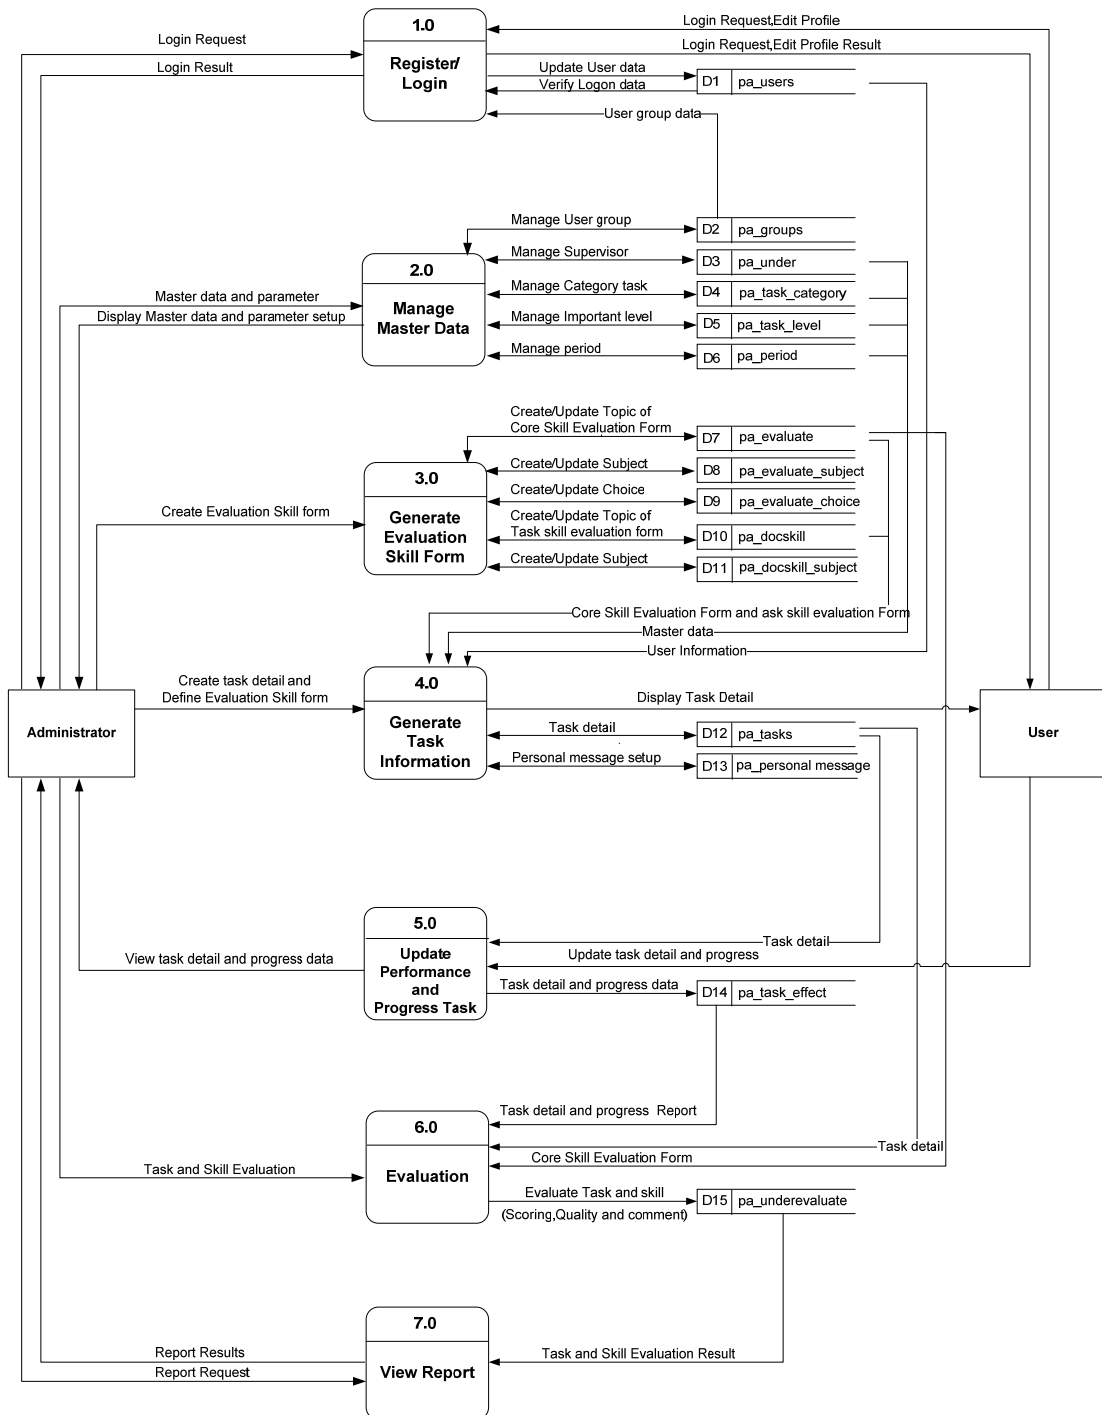 1.0
Register/
Login
Login Request
Login Result
Login Request,Edit Profile
Login Request,Edit Profile Result
Update User data
Verify Logon data
D1 pa_users
User group data
2.0
Manage
Master Data
Master data and parameter
Display Master data and parameter setup
Manage User group
D2 pa_groups
Manage Supervisor
D3 pa_under
Manage Category task
D4 pa_task_category
Manage Important level
D5 pa_task_level
Manage period
D6 pa_period
3.0
Generate
Evaluation
Skill Form
Create Evaluation Skill form
Create/Update Topic of
Core Skill Evaluation Form
D7 pa_evaluate
Create/Update Subject
D8 pa_evaluate_subject
Create/Update Choice
D9 pa_evaluate_choice
Create/Update Topic of
Task skill evaluation form
D10 pa_docskill
Create/Update Subject
D11 pa_docskill_subject
Core Skill Evaluation Form and ask skill evaluation Form
Master data
User Information
4.0
Generate
Task
Information
Create task detail and
Define Evaluation Skill form
Administrator
Display Task Detail
User
Task detail
D12 pa_tasks
Personal message setup
D13 pa_personal message
5.0
Update
Performance
and
Progress Task
View task detail and progress data
Task detail
Update task detail and progress
Task detail and progress data
D14 pa_task_effect
6.0
Evaluation
Task and Skill Evaluation
Task detail and progress Report
Task detail
Core Skill Evaluation Form
Evaluate Task and skill
(Scoring,Quality and comment)
D15 pa_underevaluate
7.0
View Report
Report Results
Report Request
Task and Skill Evaluation Result